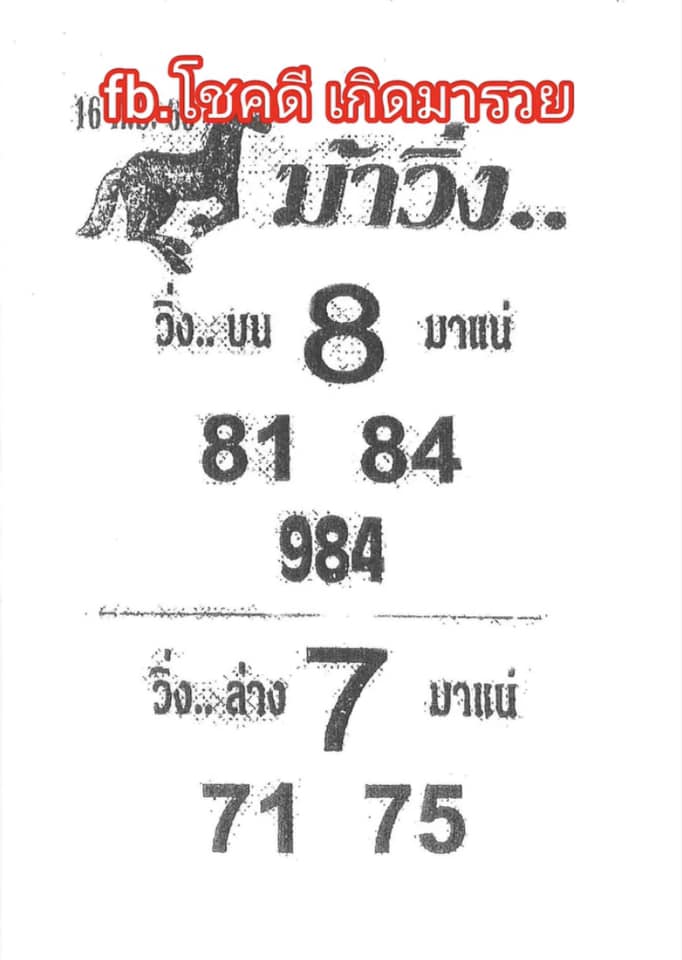 fb.โชคดี เกิดมารวย
16
ม้าวิ่ง..
วิ่ง.. บน 8 มาแน่
81 84
984
วิ่ง.. ล่าง 7 มาแน่
71 75